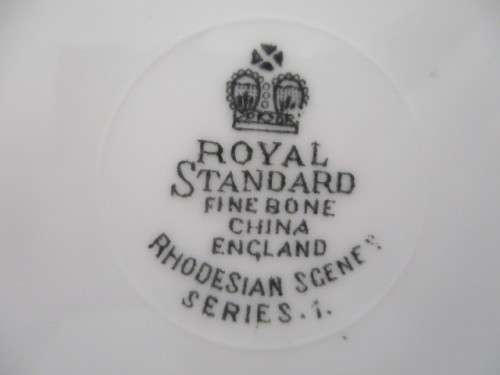 ROYAL
STANDARD
FINE BONE
CHINA
ENGLAND
RHODESIAN SCENES
SERIES.1.